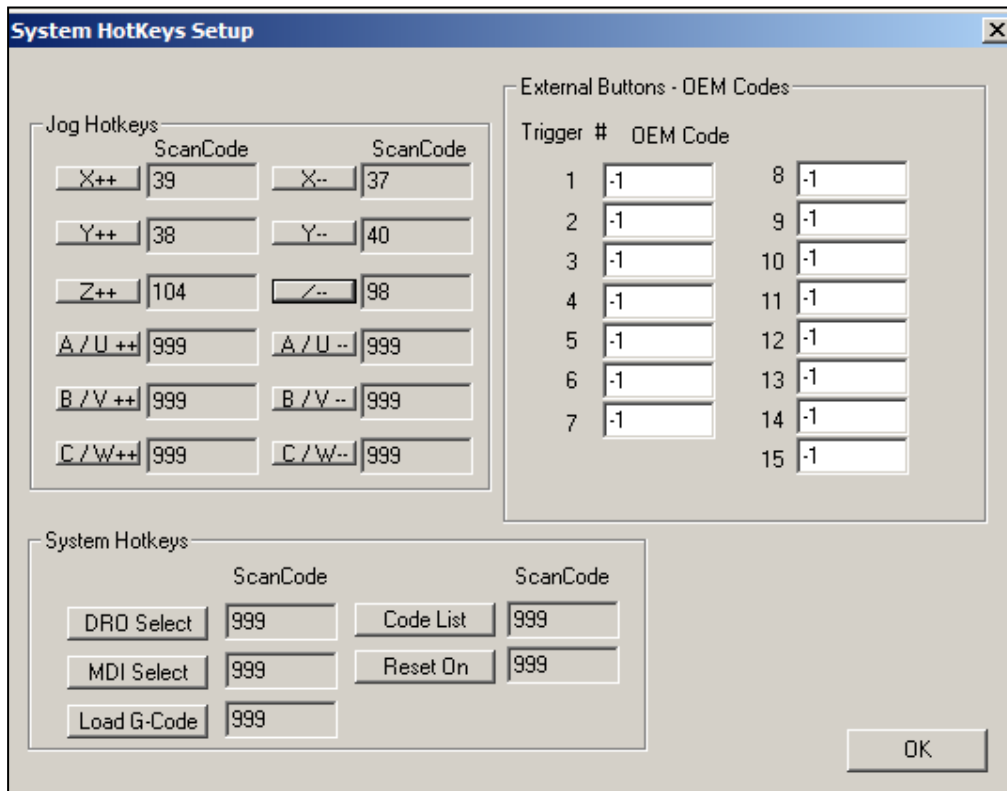 System HotKeys Setup
Jog Hotkeys
ScanCode ScanCode
X++ 39 X-- 37
Y++ 38 Y-- 40
Z++ 104 Z-- 98
A / U ++ 999 A / U -- 999
B / V ++ 999 B / V -- 999
C / W++ 999 C / W-- 999
External Buttons - OEM Codes
Trigger # OEM Code
1 -1 8 -1
2 -1 9 -1
3 -1 10 -1
4 -1 11 -1
5 -1 12 -1
6 -1 13 -1
7 -1 14 -1
15 -1
System Hotkeys
ScanCode ScanCode
DRO Select 999 Code List 999
MDI Select 999 Reset On 999
Load G-Code 999
OK